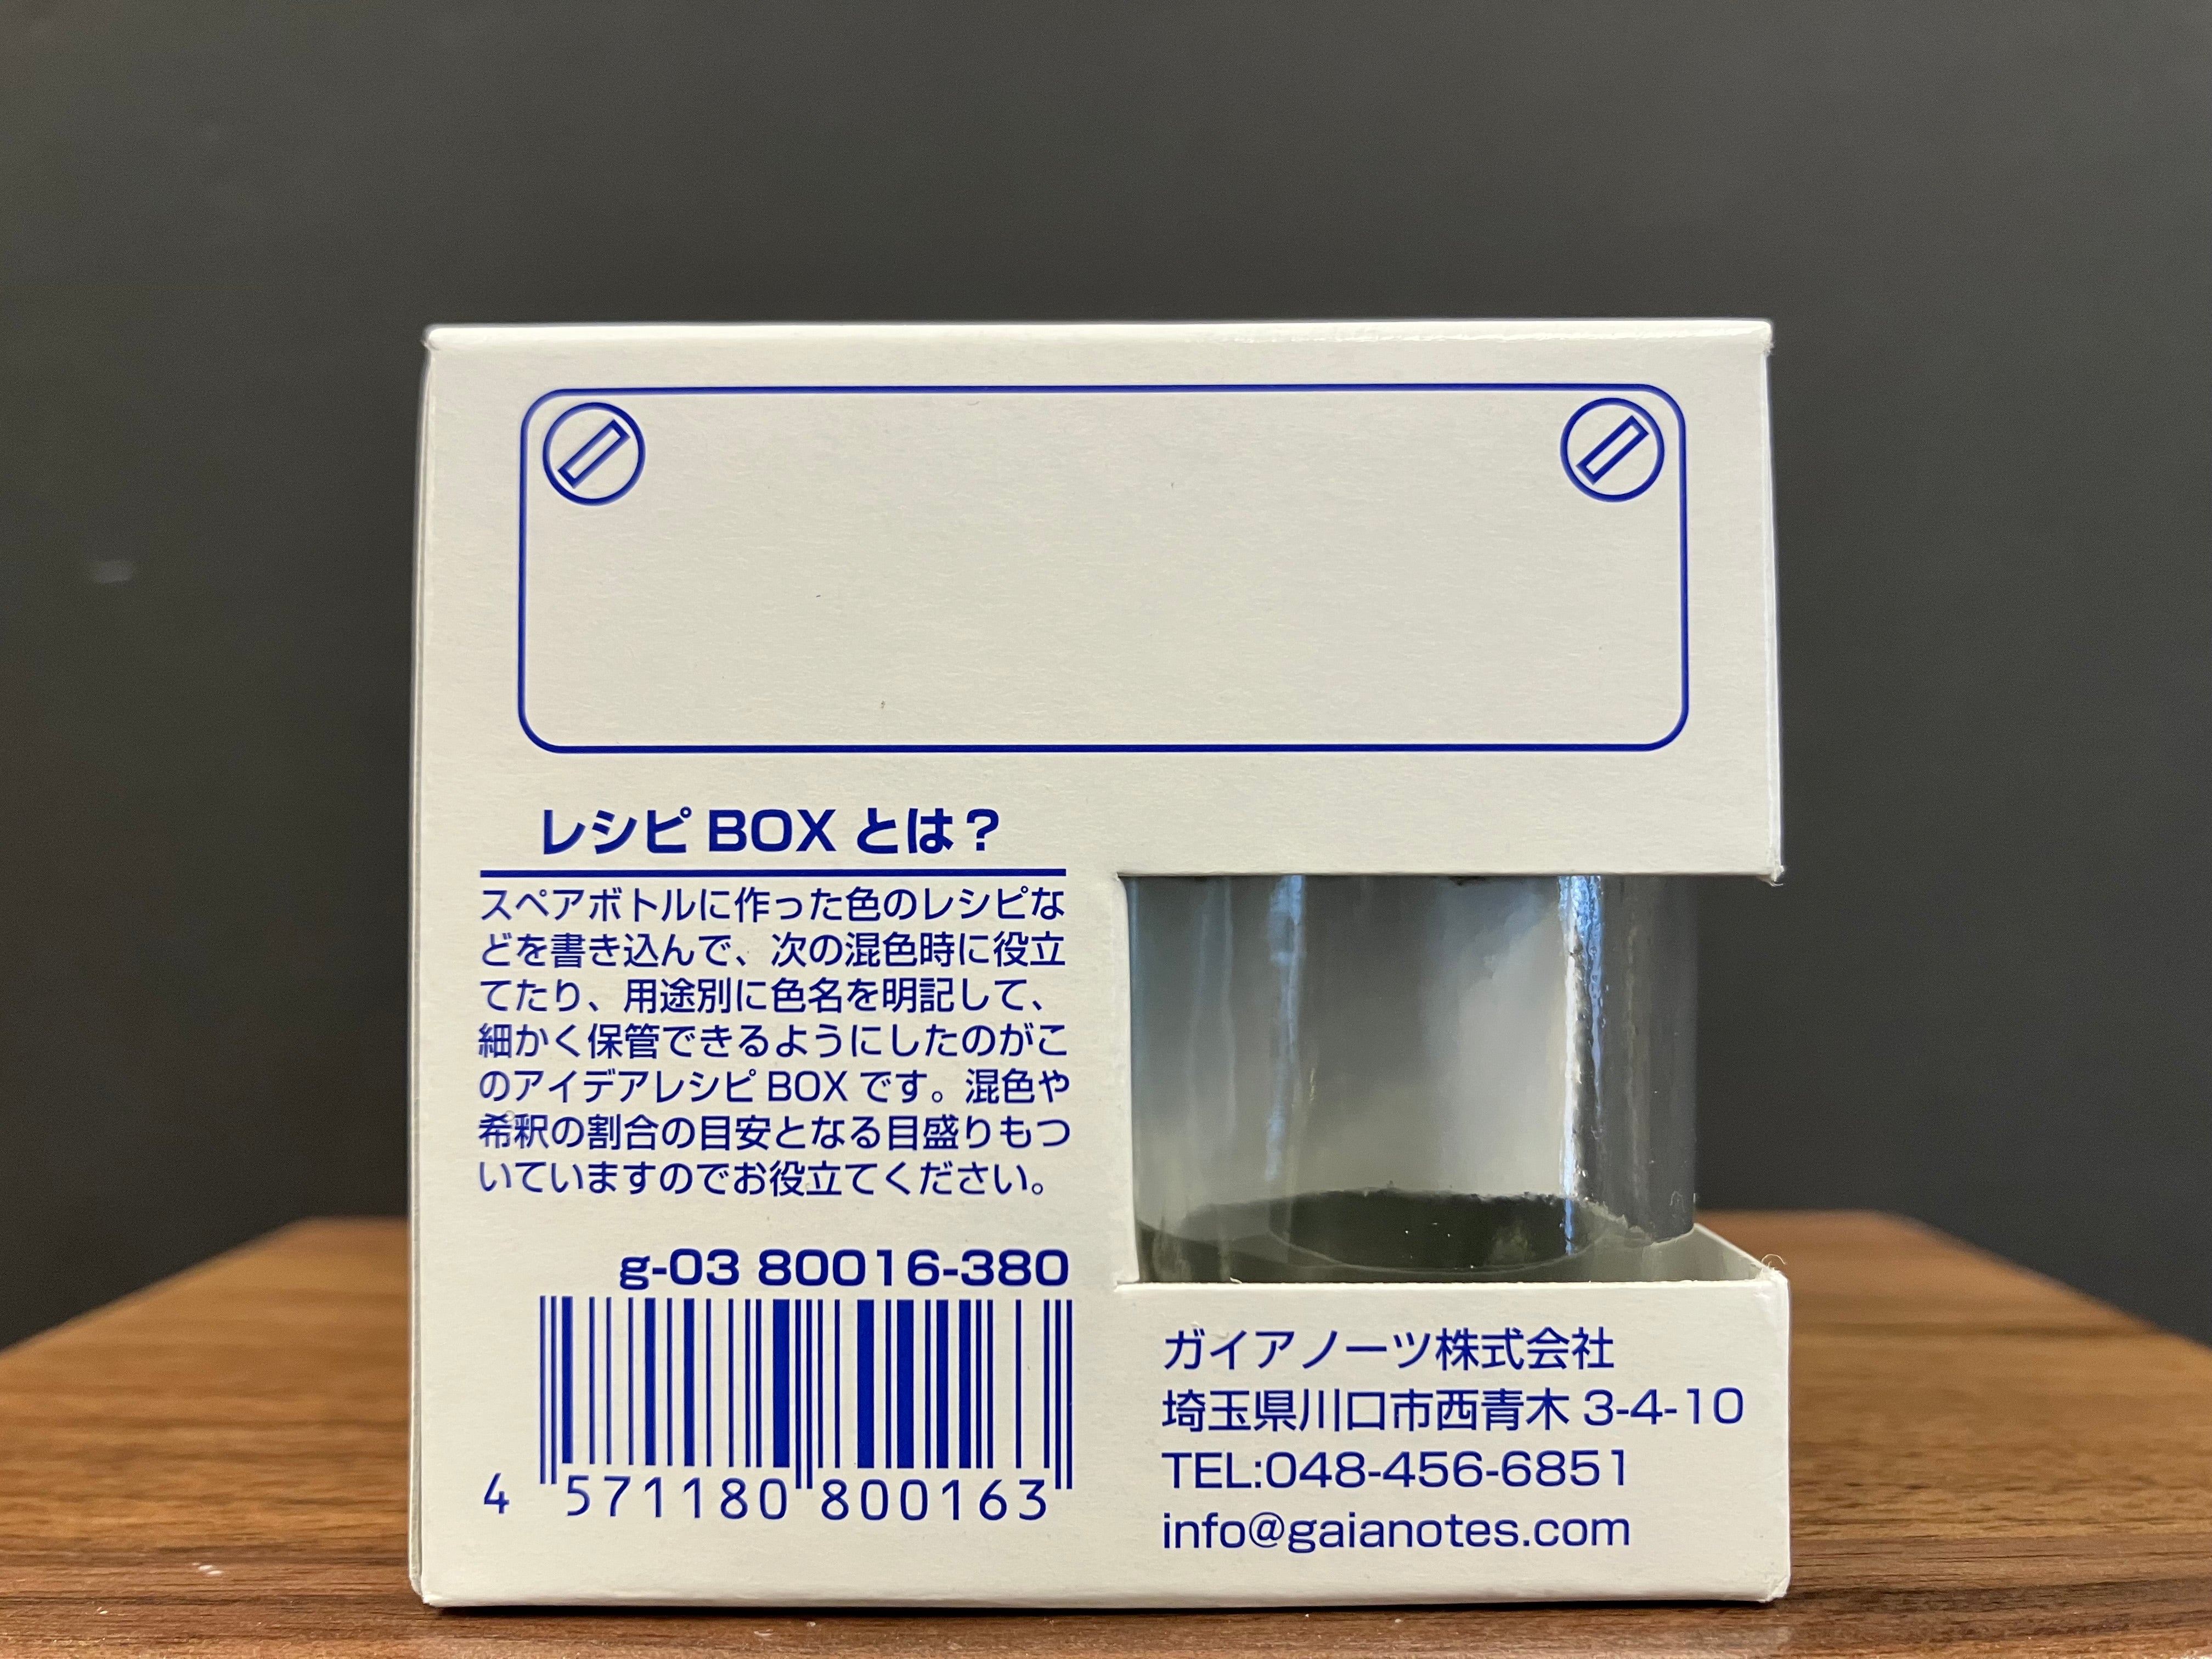 レシピ BOX とは？
スペアボトルに作った色のレシピな
どを書き込んで、次の混色時に役立
てたり、用途別に色名を明記して、
細かく保管できるようにしたのがこ
のアイデアレシピ BOX です。混色や
希釈の割合の目安となる目盛りもつ
いていますのでお役立てください。
g-03 80016-380
4 571180 800163
ガイアノーツ株式会社
埼玉県川口市西青木 3-4-10
TEL:048-456-6851
info@gaianotes.com